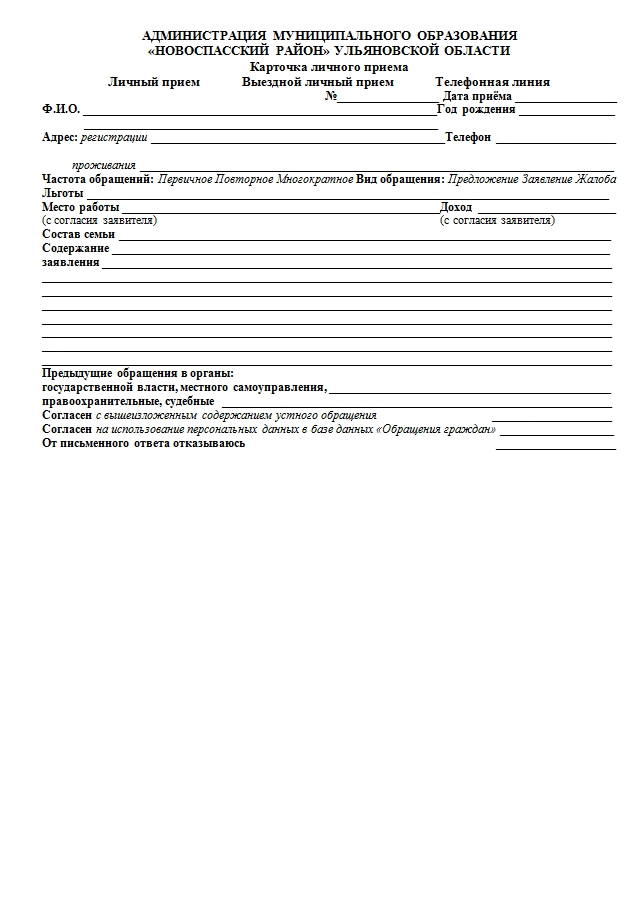 АДМИНИСТРАЦИЯ МУНИЦИПАЛЬНОГО ОБРАЗОВАНИЯ
«НОВОСПАССКИЙ РАЙОН» УЛЬЯНОВСКОЙ ОБЛАСТИ
Карточка личного приема
Личный прием Выездной личный прием Телефонная линия
№ Дата приёма
Ф.И.О. Год рождения
Адрес: регистрации Телефон
проживания
Частота обращений: Первичное Повторное Многократное Вид обращения: Предложение Заявление Жалоба
Льготы
Место работы Доход
(с согласия заявителя) (с согласия заявителя)
Состав семьи
Содержание
заявления
Предыдущие обращения в органы:
государственной власти, местного самоуправления,
правоохранительные, судебные
Согласен с вышеизложенным содержанием устного обращения
Согласен на использование персональных данных в базе данных «Обращения граждан»
От письменного ответа отказываюсь